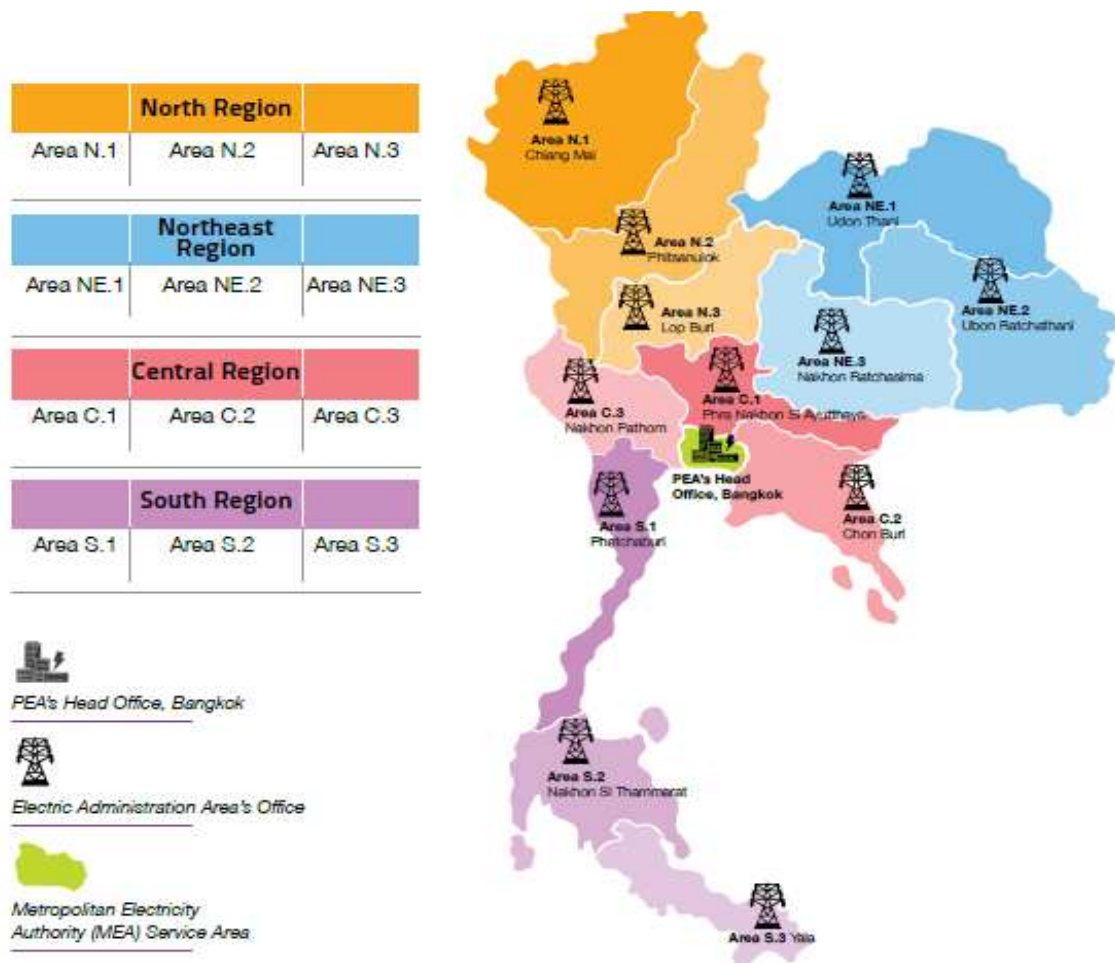 North Region
Area N.1 Area N.2 Area N.3
Northeast
Region
Area NE.1 Area NE.2 Area NE.3
Central Region
Area C.1 Area C.2 Area C.3
South Region
Area S.1 Area S.2 Area S.3
PEA's Head Office, Bangkok
Electric Administration Area's Office
Metropolitan Electricity
Authority (MEA) Service Area
Area N.1
Chiang Mai
Area NE.1
Udon Thani
Area N.2
Phitsanulok
Area NE.2
Ubon Ratchathani
Area N.3
Lop Buri
Area NE.3
Nakhon Ratchasima
Area C.1
Phra Nakhon Si Ayutthaya
Area C.3
Nakhon Pathom
PEA's Head
Office, Bangkok
Area C.2
Chon Buri
Area S.1
Phetchaburi
Area S.2
Nakhon Si Thammarat
Area S.3 Yala